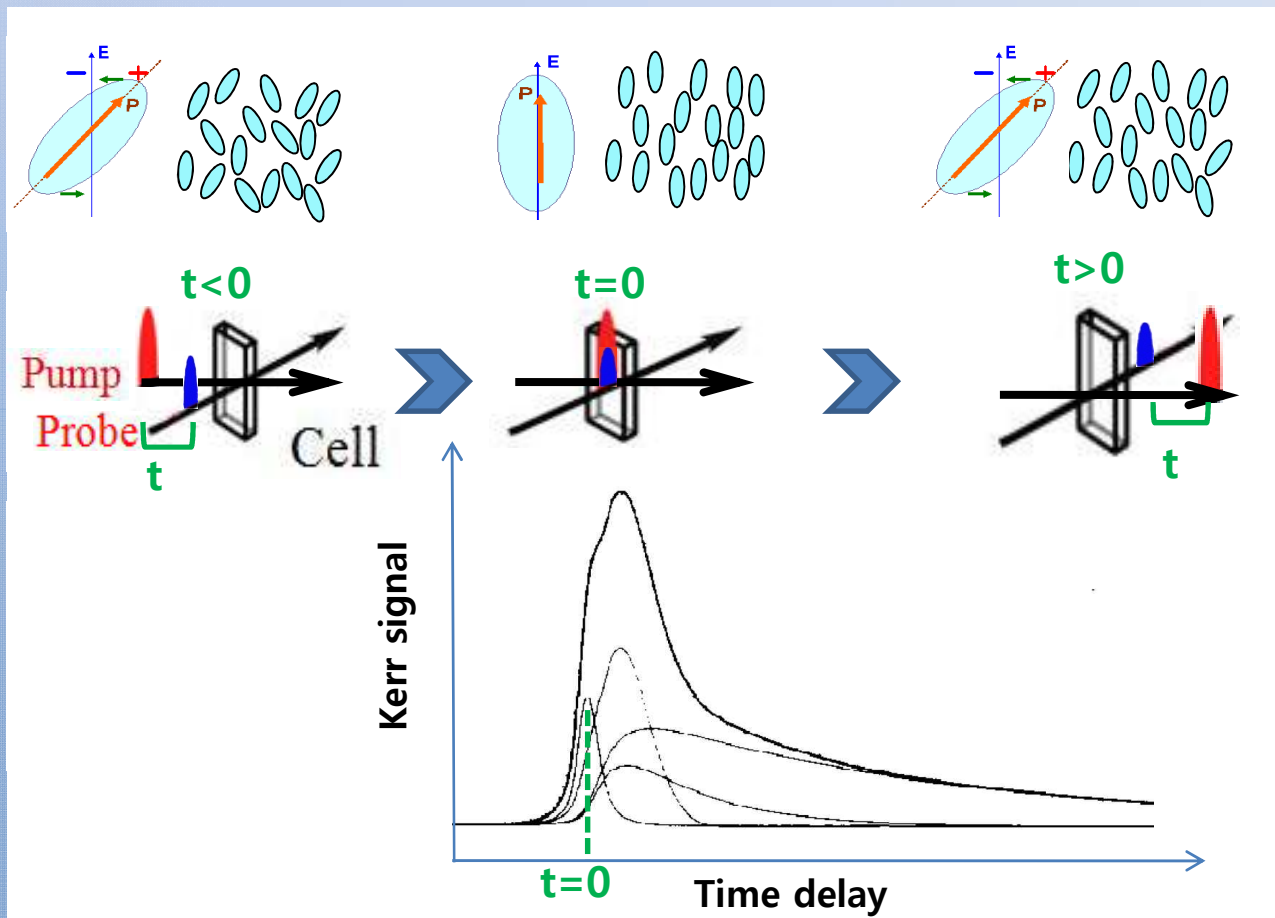 E
− +
P
E
P
E
− +
P
t<0
t=0
t>0
Pump
Probe
Cell
t
t
Kerr signal
t=0
Time delay